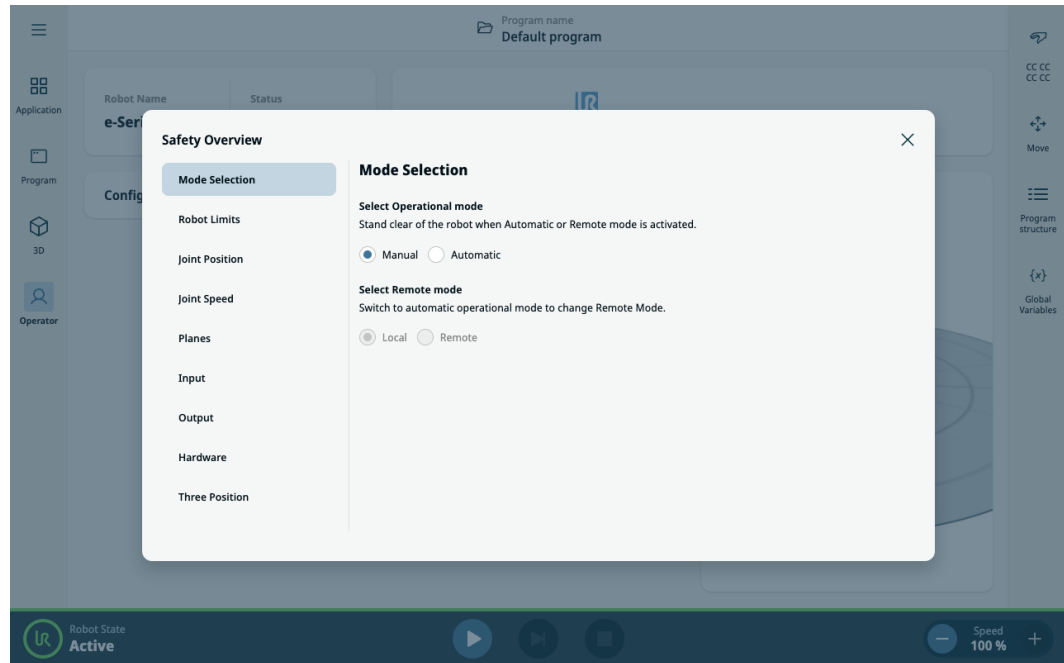 Program name
Default program
CC CC
CC CC
Application
Robot Name
Status
e-Seri
Move
Program
Config
Program
structure
3D
{x}
Global
Variables
Operator
Safety Overview
Mode Selection
Robot Limits
Joint Position
Joint Speed
Planes
Input
Output
Hardware
Three Position
Mode Selection
Select Operational mode
Stand clear of the robot when Automatic or Remote mode is activated.
Manual
Automatic
Select Remote mode
Switch to automatic operational mode to change Remote Mode.
Local
Remote
Robot State
Active
Speed
100 %